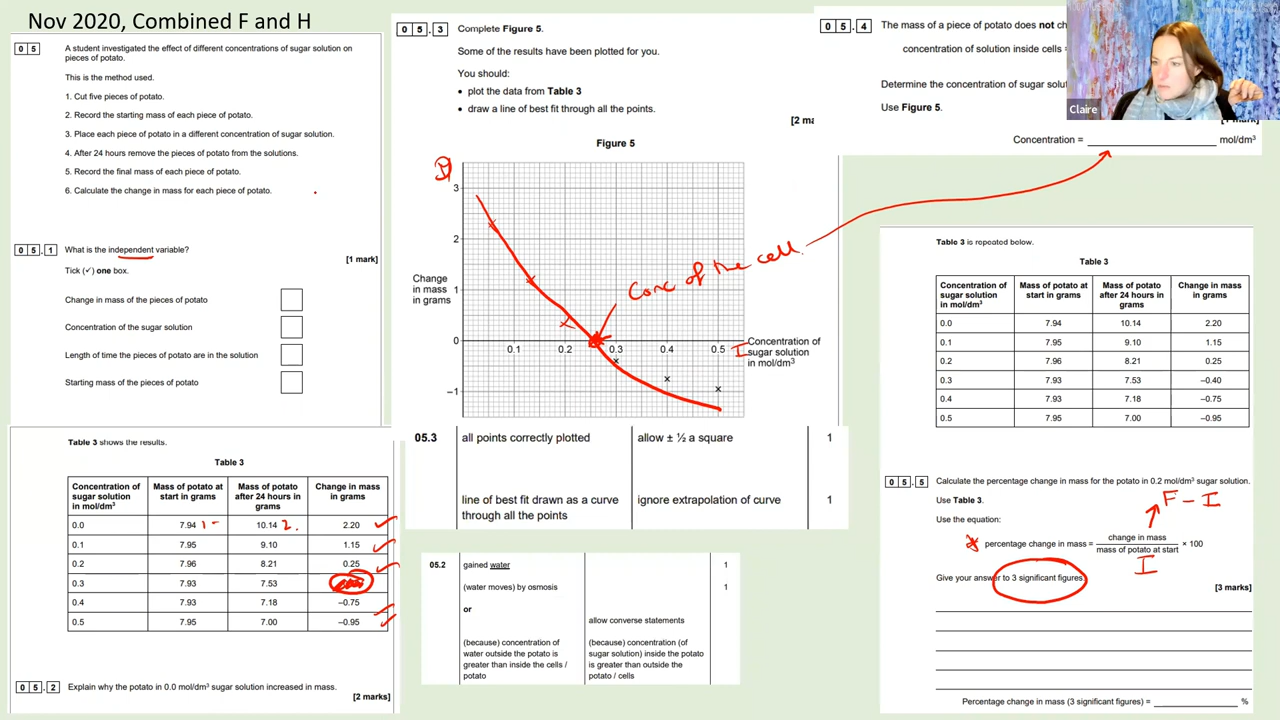 Nov 2020, Combined F and H
0 5
A student investigated the effect of different concentrations of sugar solution on
pieces of potato.
This is the method used.
1. Cut five pieces of potato.
2. Record the starting mass of each piece of potato.
3. Place each piece of potato in a different concentration of sugar solution.
4. After 24 hours remove the pieces of potato from the solutions.
5. Record the final mass of each piece of potato.
6. Calculate the change in mass for each piece of potato.
0 5 . 1 What is the independent variable?
[1 mark]
Tick (✓) one box.
Change in mass of the pieces of potato
Concentration of the sugar solution
Length of time the pieces of potato are in the solution
Starting mass of the pieces of potato
Table 3 shows the results.
Table 3
Concentration of sugar solution in mol/dm³ Mass of potato at start in grams Mass of potato after 24 hours in grams Change in mass in grams
0.0 7.94 1 - 10.14 2. 2.20
0.1 7.95 9.10 1.15
0.2 7.96 8.21 0.25
0.3 7.93 7.53
0.4 7.93 7.18 –0.75
0.5 7.95 7.00 –0.95
0 5 . 2 Explain why the potato in 0.0 mol/dm³ sugar solution increased in mass.
[2 marks]
0 5 . 3 Complete Figure 5.
Some of the results have been plotted for you.
You should:
• plot the data from Table 3
• draw a line of best fit through all the points.
[2 ma
Figure 5
D
3
2
1
0
–1
Change
in mass
in grams
0.1 0.2 0.3 0.4 0.5
I
Concentration of
sugar solution
in mol/dm³
Conc of the cell
05.3 all points correctly plotted allow ± ½ a square 1
line of best fit drawn as a curve through all the points ignore extrapolation of curve 1
05.2 gained water 1
(water moves) by osmosis 1
or
allow converse statements
(because) concentration of water outside the potato is greater than inside the cells / potato
(because) concentration (of sugar solution) inside the potato is greater than outside the potato / cells
0 5 . 4 The mass of a piece of potato does not ch
concentration of solution inside cells =
Determine the concentration of sugar solut
Use Figure 5.
Claire
Concentration = mol/dm³
Table 3 is repeated below.
Table 3
Concentration of sugar solution in mol/dm³ Mass of potato at start in grams Mass of potato after 24 hours in grams Change in mass in grams
0.0 7.94 10.14 2.20
0.1 7.95 9.10 1.15
0.2 7.96 8.21 0.25
0.3 7.93 7.53 –0.40
0.4 7.93 7.18 –0.75
0.5 7.95 7.00 –0.95
0 5 . 5 Calculate the percentage change in mass for the potato in 0.2 mol/dm³ sugar solution.
Use Table 3.
F - I
Use the equation:
percentage change in mass = change in mass / mass of potato at start × 100
I
Give your answer to 3 significant figures.
[3 marks]
Percentage change in mass (3 significant figures) = %